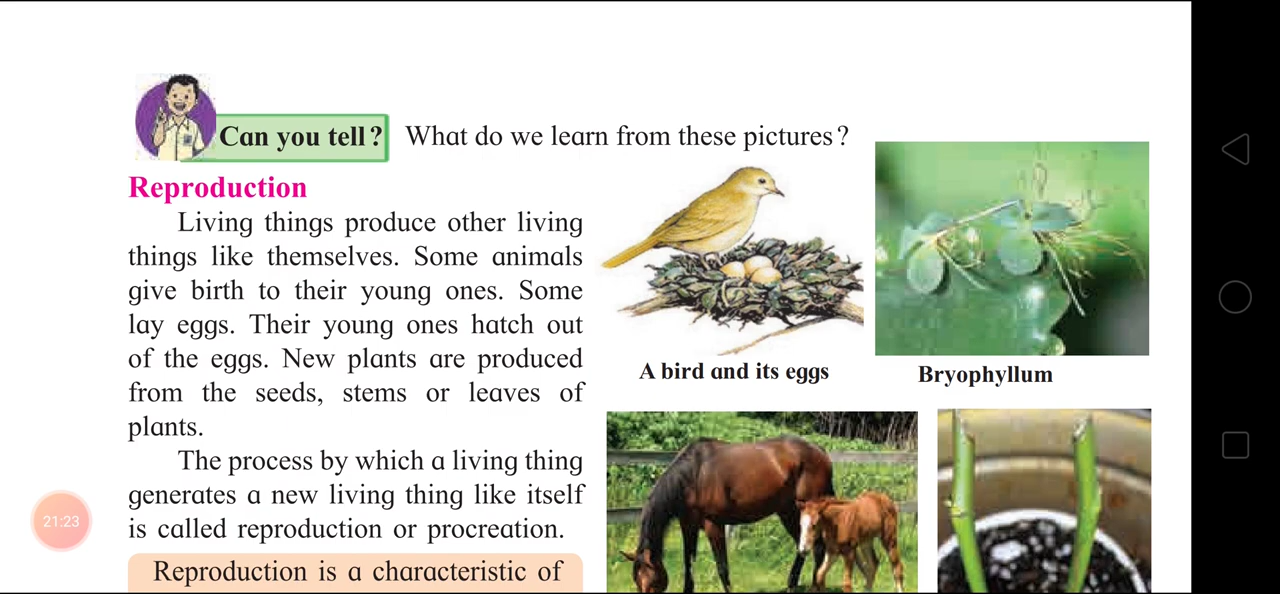 Can you tell? What do we learn from these pictures?
Reproduction
Living things produce other living
things like themselves. Some animals
give birth to their young ones. Some
lay eggs. Their young ones hatch out
of the eggs. New plants are produced
from the seeds, stems or leaves of
plants.
The process by which a living thing
generates a new living thing like itself
is called reproduction or procreation.
Reproduction is a characteristic of
A bird and its eggs
Bryophyllum
21:23